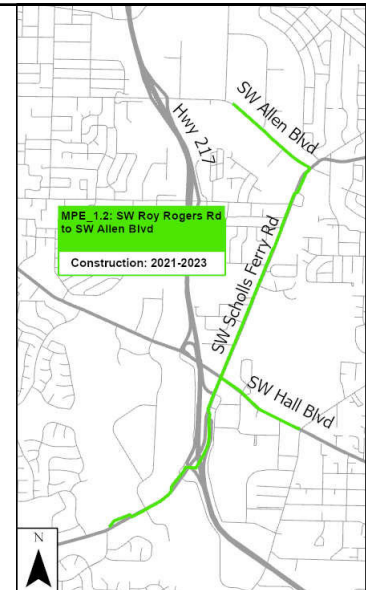 SW Allen Blvd
Hwy 217
MPE_1.2: SW Roy Rogers Rd
to SW Allen Blvd
Construction: 2021-2023
SW Scholls Ferry Rd
SW Hall Blvd
N